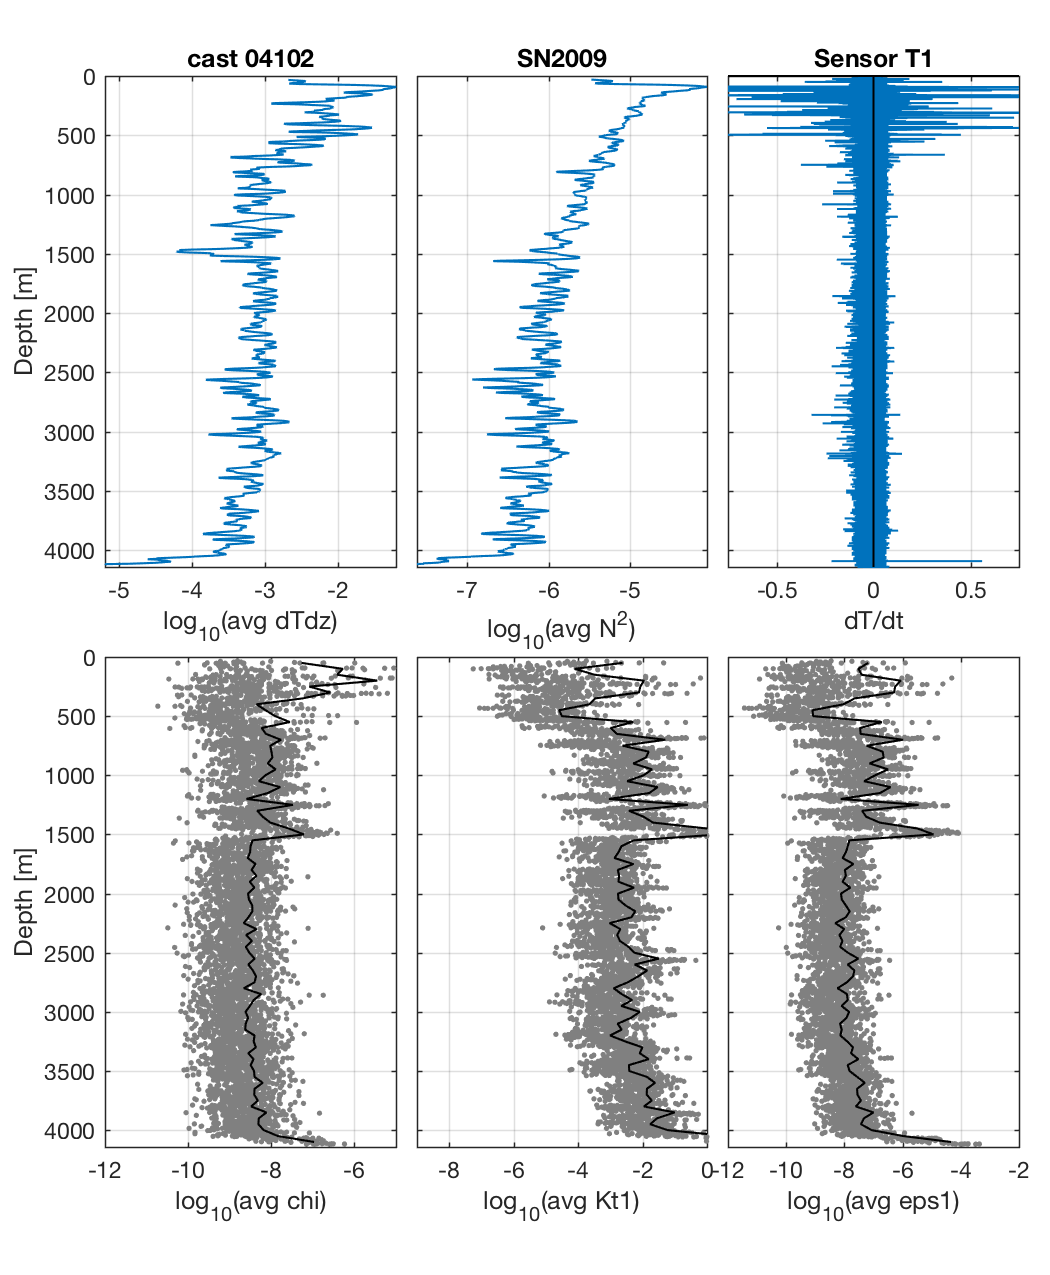 cast 04102 SN2009 Sensor T1
0
500
1000
1500
2000
2500
3000
3500
4000
Depth [m]
-5 -4 -3 -2
log10(avg dTdz)
-7 -6 -5
log10(avg N2)
-0.5 0 0.5
dT/dt
0
500
1000
1500
2000
2500
3000
3500
4000
Depth [m]
-12 -10 -8 -6
log10(avg chi)
-8 -6 -4 -2 0
log10(avg Kt1)
-12 -10 -8 -6 -4 -2
log10(avg eps1)